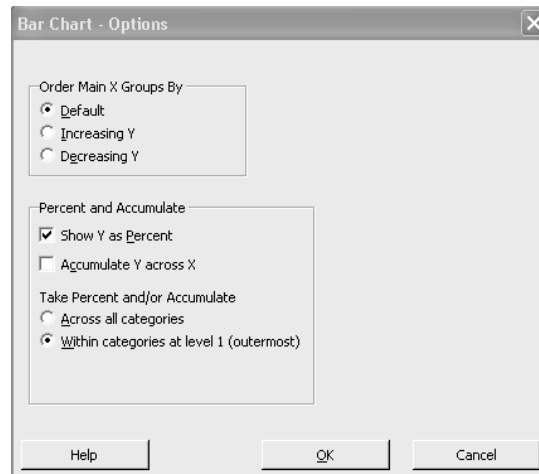 Bar Chart - Options
Order Main X Groups By
Default
Increasing Y
Decreasing Y
Percent and Accumulate
Show Y as Percent
Accumulate Y across X
Take Percent and/or Accumulate
Across all categories
Within categories at level 1 (outermost)
Help OK Cancel